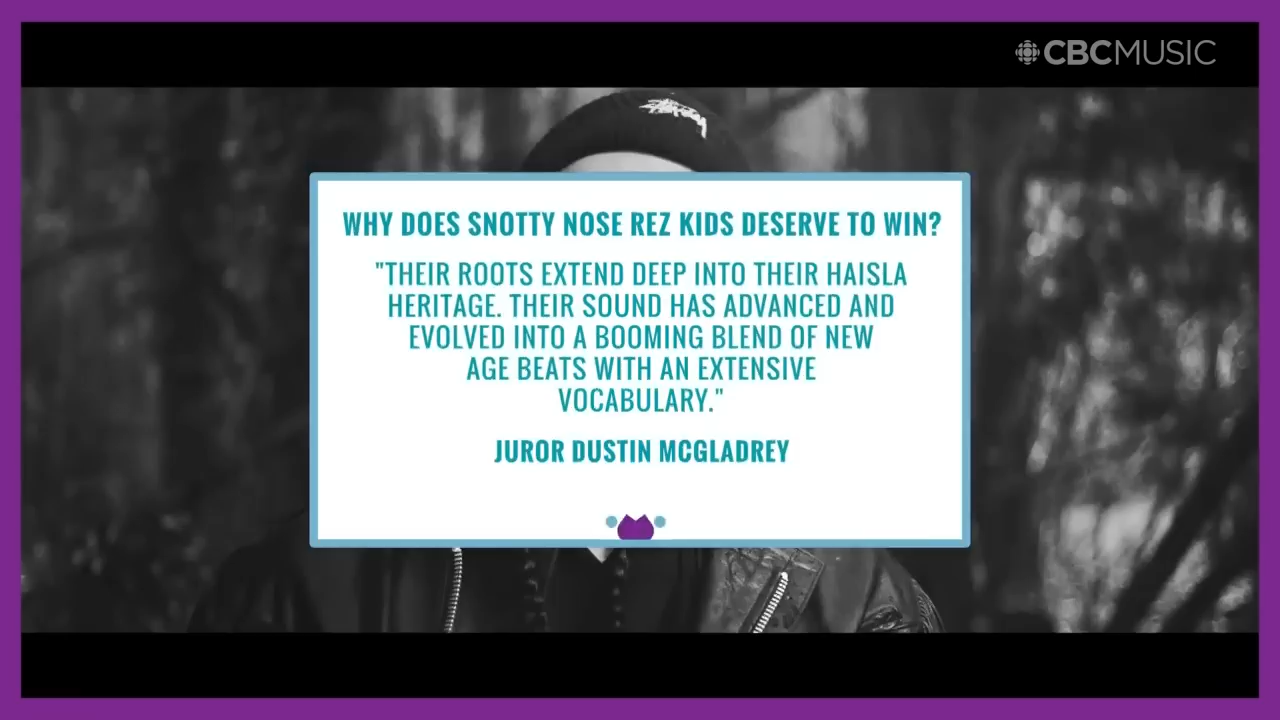 CBCMUSIC
Stüssy
WHY DOES SNOTTY NOSE REZ KIDS DESERVE TO WIN?
"THEIR ROOTS EXTEND DEEP INTO THEIR HAISLA
HERITAGE. THEIR SOUND HAS ADVANCED AND
EVOLVED INTO A BOOMING BLEND OF NEW
AGE BEATS WITH AN EXTENSIVE
VOCABULARY."
JUROR DUSTIN MCGLADREY